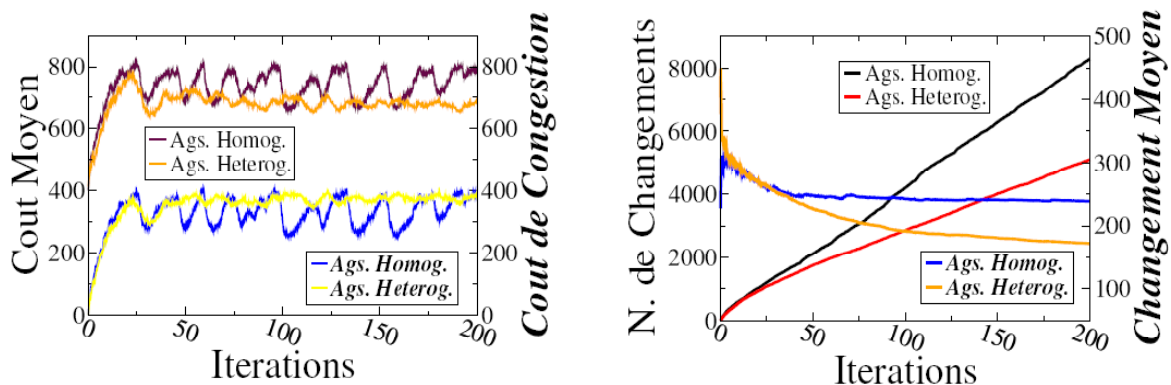 Cout Moyen
800
600
400
200
0
Ags. Homog.
Ags. Heterog.
Ags. Homog.
Ags. Heterog.
800
600
400
200
0
Cout de Congestion
0
50
100
150
200
Iterations
N. de Changements
8000
6000
4000
2000
0
Ags. Homog.
Ags. Heterog.
Ags. Homog.
Ags. Heterog.
500
400
300
200
100
Changement Moyen
0
50
100
150
200
Iterations